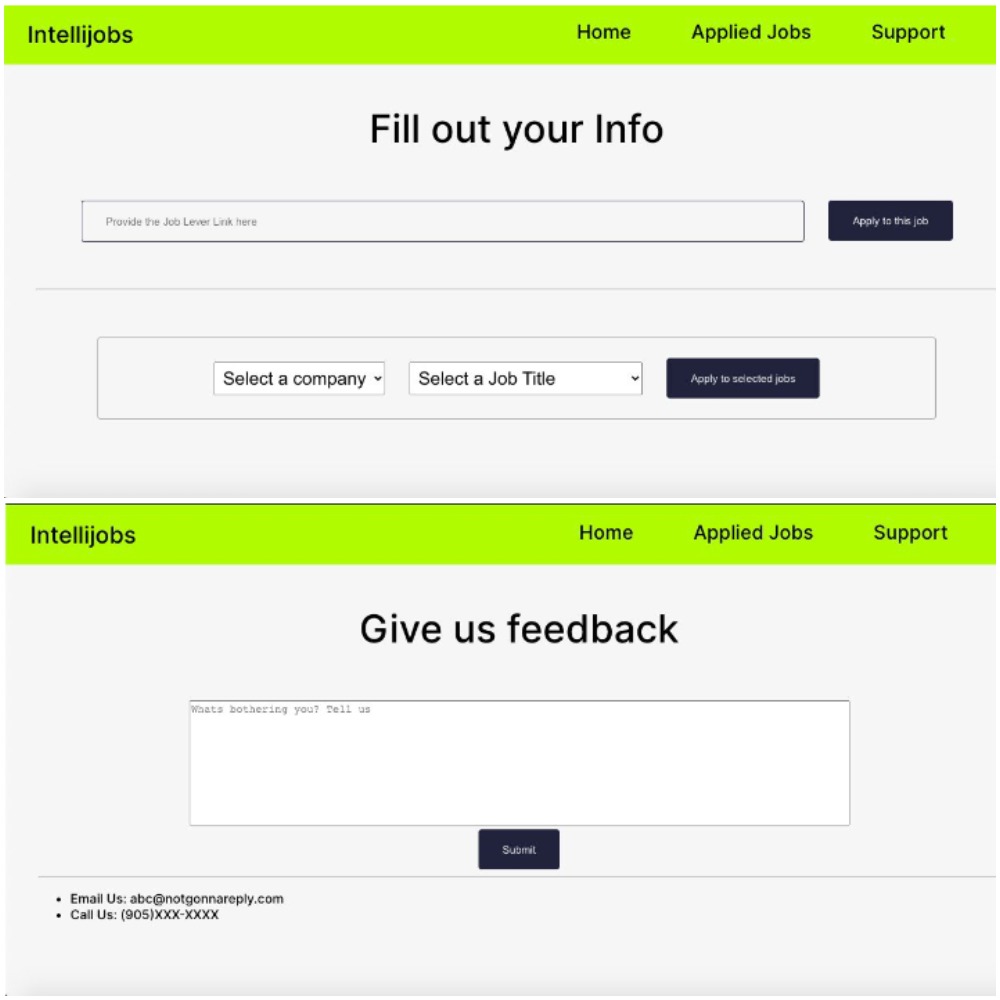 Intellijobs Home Applied Jobs Support
Fill out your Info
Provide the Job Lever Link here Apply to this job
Select a company Select a Job Title Apply to selected jobs
Intellijobs Home Applied Jobs Support
Give us feedback
Whats bothering you? Tell us
Submit
• Email Us: abc@notgonnareply.com
• Call Us: (905)XXX-XXXX